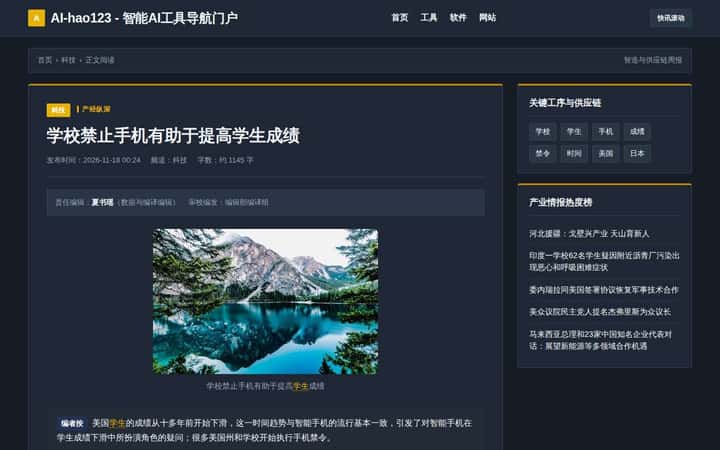 A AI-hao123 - 智能AI工具导航门户
首页 工具 软件 网站
快讯滚动
首页 › 科技 › 正文阅读
智造与供应链周报
科技 产经纵深
学校禁止手机有助于提高学生成绩
发布时间：2026-11-18 00:24 频道：科技 字数：约 1145 字
责任编辑：夏书瑶（数据与编译编辑） 审校编发：编辑部编译组
学校禁止手机有助于提高学生成绩
编者按 美国学生的成绩从十多年前开始下滑，这一时间趋势与智能手机的流行基本一致，引发了对智能手机在
学生成绩下滑中所扮演角色的疑问；很多美国州和学校开始执行手机禁令。
关键工序与供应链
学校 学生 手机 成绩
禁令 时间 美国 日本
产业情报热度榜
河北援疆：戈壁兴产业 天山育新人
印度一学校62名学生疑因附近沥青厂污染出
现恶心和呼吸困难症状
委内瑞拉同美国签署协议恢复军事技术合作
美众议院民主党人提名杰弗里斯为众议长
马来西亚总理和23家中国知名企业代表对
话：展望新能源等多领域合作机遇